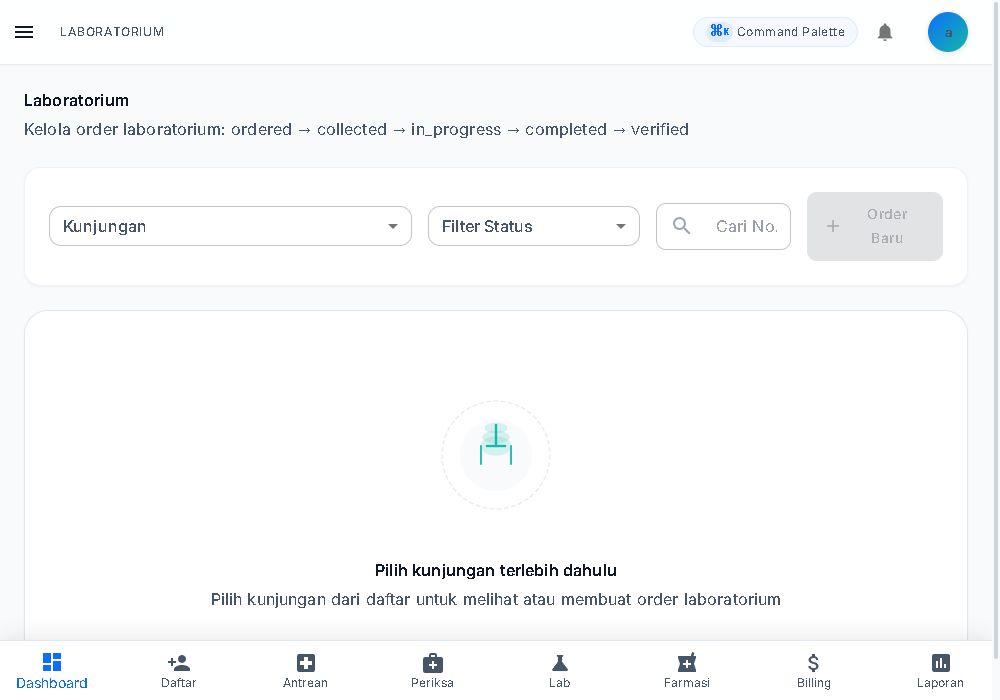 LABORATORIUM
⌘K Command Palette
a
Laboratorium
Kelola order laboratorium: ordered → collected → in_progress → completed → verified
Kunjungan
Filter Status
Cari No.
Order
Baru
Pilih kunjungan terlebih dahulu
Pilih kunjungan dari daftar untuk melihat atau membuat order laboratorium
Dashboard
Daftar
Antrean
Periksa
Lab
Farmasi
Billing
Laporan